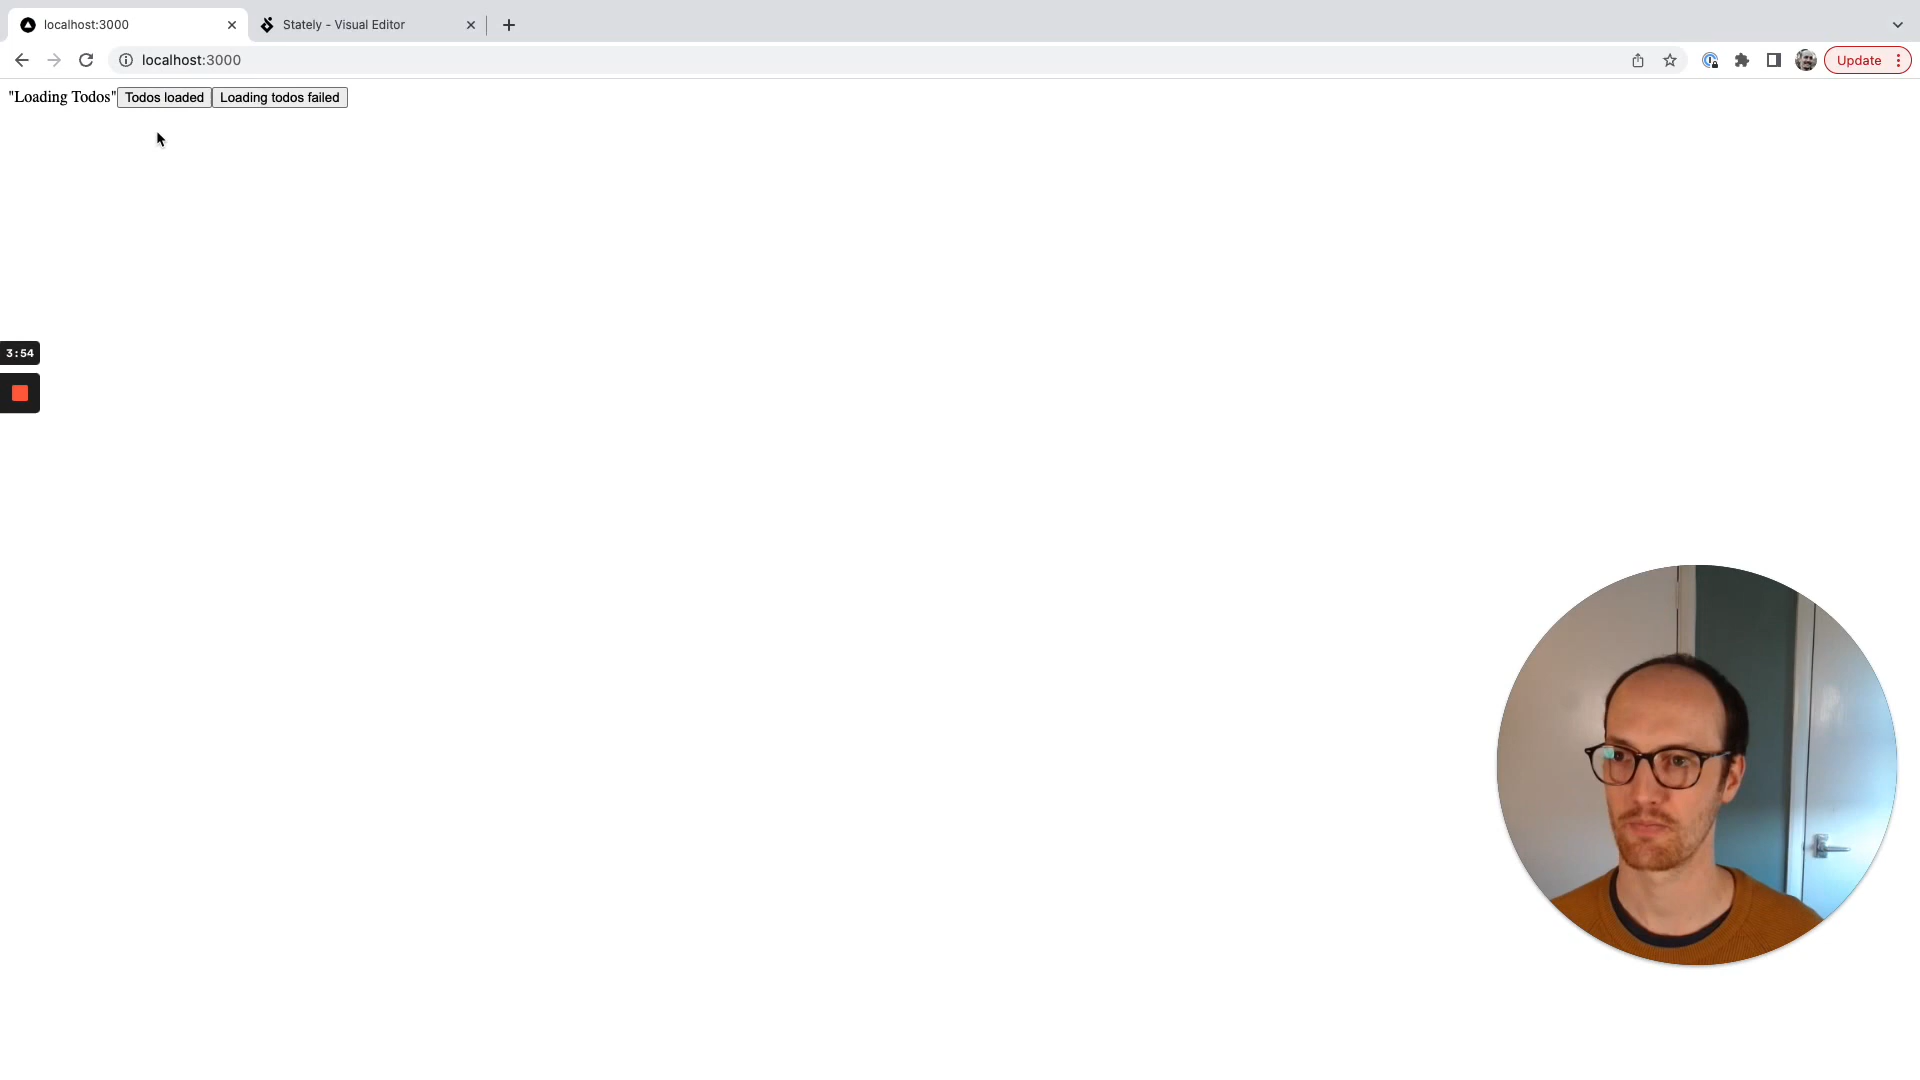 localhost:3000
Stately - Visual Editor
localhost:3000
Update
"Loading Todos" Todos loaded Loading todos failed
3:54